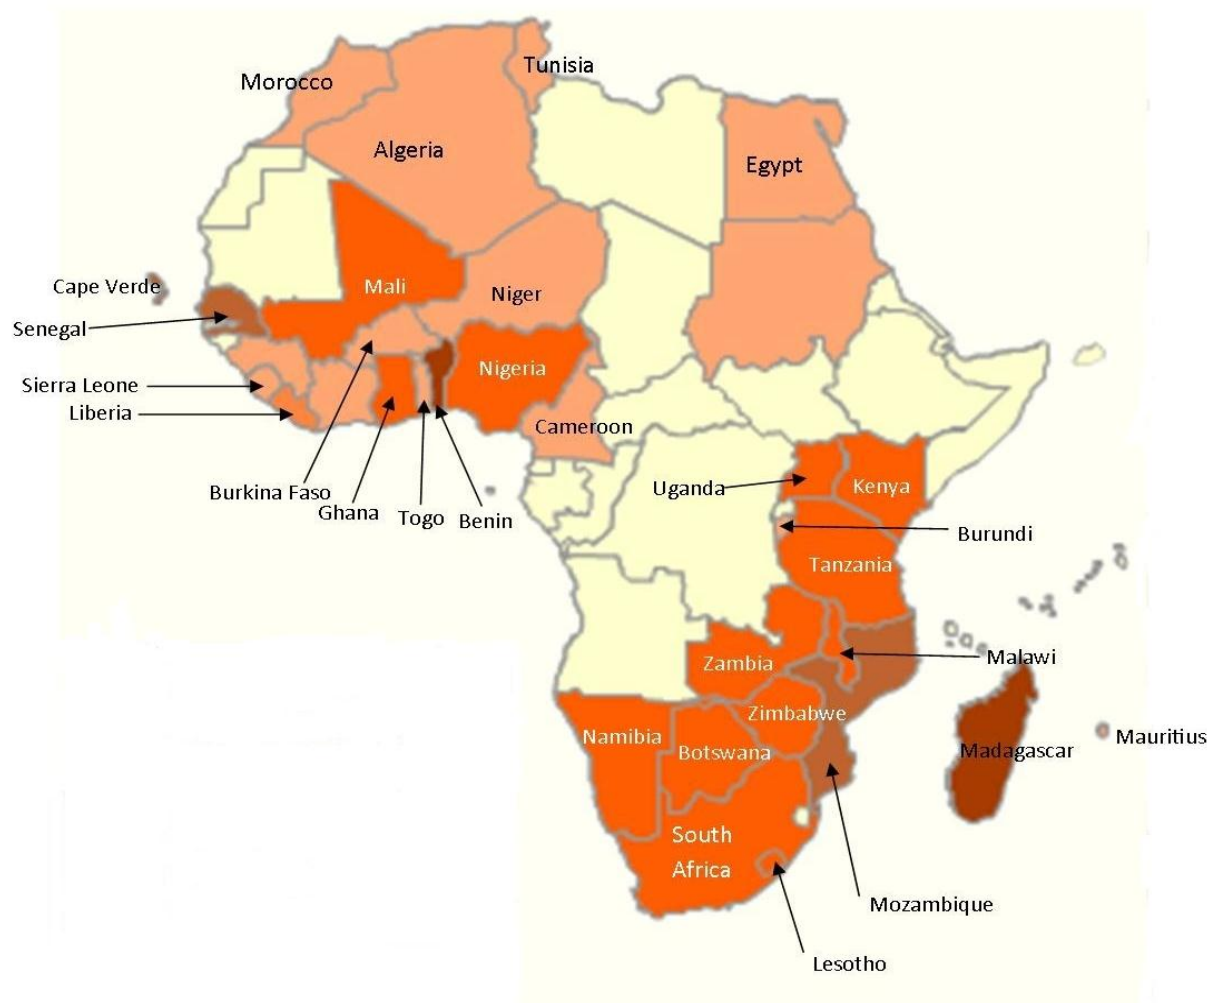 Tunisia
Morocco
Algeria
Egypt
Cape Verde
Mali
Niger
Senegal
Nigeria
Sierra Leone
Liberia
Cameroon
Uganda
Kenya
Burkina Faso
Ghana
Togo
Benin
Burundi
Tanzania
Malawi
Zambia
Zimbabwe
Namibia
Botswana
Mauritius
Madagascar
South
Africa
Mozambique
Lesotho